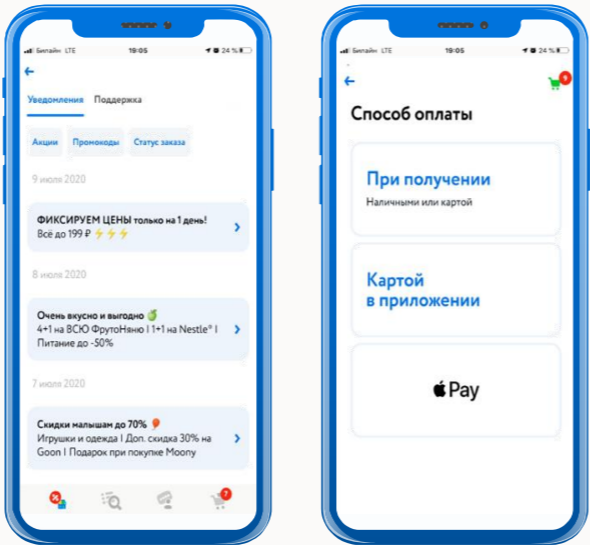 Билайн LTE 19:05 24 %
Уведомления Поддержка
Акции Промокоды Статус заказа
9 июля 2020
ФИКСИРУЕМ ЦЕНЫ только на 1 день!
Всё до 199 ₽ ⚡⚡⚡
8 июля 2020
Очень вкусно и выгодно 🍏
4+1 на ВСЮ ФрутоНяню | 1+1 на Nestle® |
Питание до -50%
7 июля 2020
Скидки малышам до 70% 🎈
Игрушки и одежда | Доп. скидка 30% на
Goon | Подарок при покупке Moony
7
Билайн LTE 19:05 24 %
9
Способ оплаты
При получении
Наличными или картой
Картой
в приложении
Pay